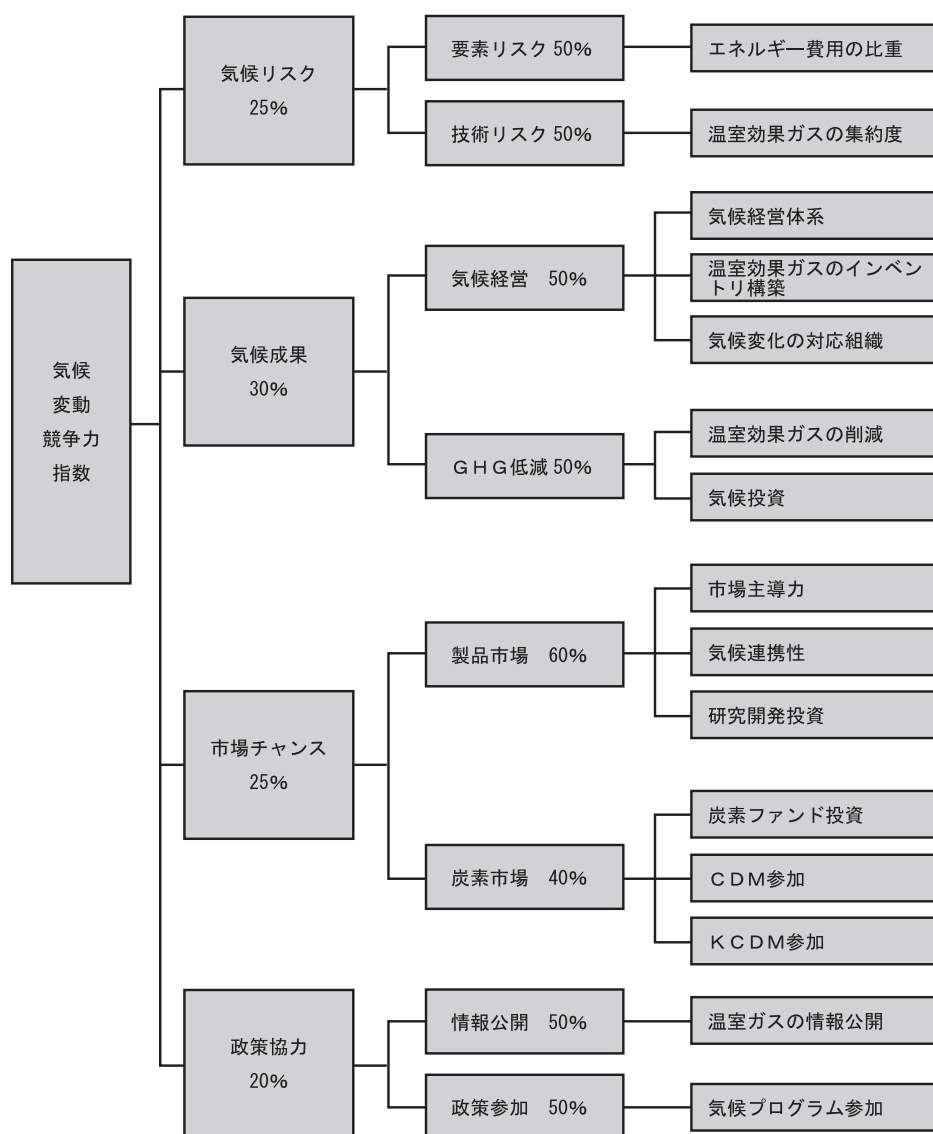 気候
変動
競争力
指数
気候リスク
25%
要素リスク 50%
エネルギー費用の比重
技術リスク 50%
温室効果ガスの集約度
気候成果
30%
気候経営 50%
気候経営体系
温室効果ガスのインベン
トリ構築
気候変化の対応組織
GHG低減 50%
温室効果ガスの削減
気候投資
市場チャンス
25%
製品市場 60%
市場主導力
気候連携性
研究開発投資
炭素市場 40%
炭素ファンド投資
CDM参加
KCDM参加
政策協力
20%
情報公開 50%
温室ガスの情報公開
政策参加 50%
気候プログラム参加